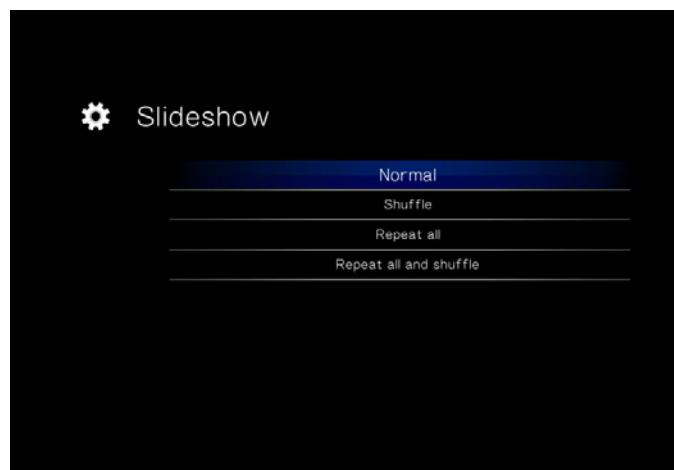 Slideshow
Normal
Shuffle
Repeat all
Repeat all and shuffle